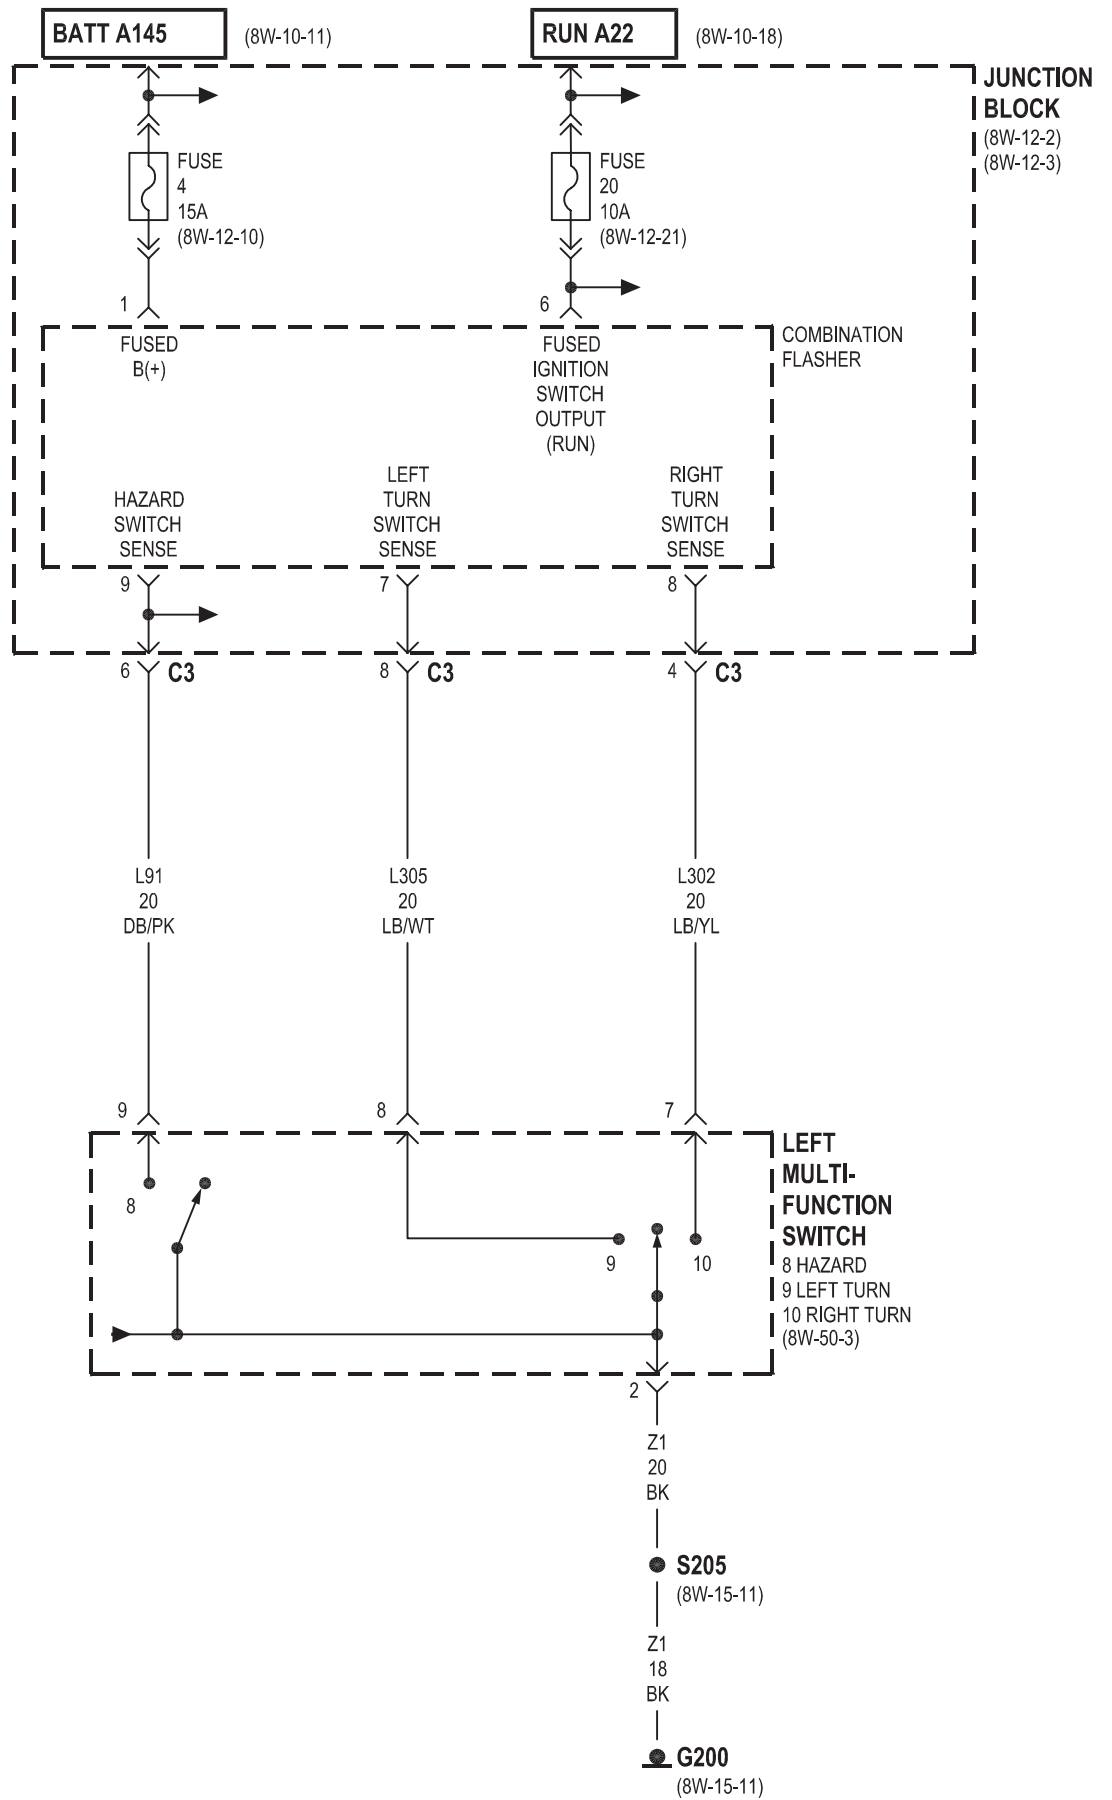 BATT A145
(8W-10-11)
RUN A22
(8W-10-18)
JUNCTION
BLOCK
(8W-12-2)
(8W-12-3)
FUSE
4
15A
(8W-12-10)
FUSE
20
10A
(8W-12-21)
1
6
COMBINATION
FLASHER
FUSED
B(+)
FUSED
IGNITION
SWITCH
OUTPUT
(RUN)
HAZARD
SWITCH
SENSE
LEFT
TURN
SWITCH
SENSE
RIGHT
TURN
SWITCH
SENSE
9
7
8
6
C3
8
C3
4
C3
L91
20
DB/PK
L305
20
LB/WT
L302
20
LB/YL
9
8
7
LEFT
MULTI-
FUNCTION
SWITCH
8 HAZARD
9 LEFT TURN
10 RIGHT TURN
(8W-50-3)
8
9
10
2
Z1
20
BK
S205
(8W-15-11)
Z1
18
BK
G200
(8W-15-11)